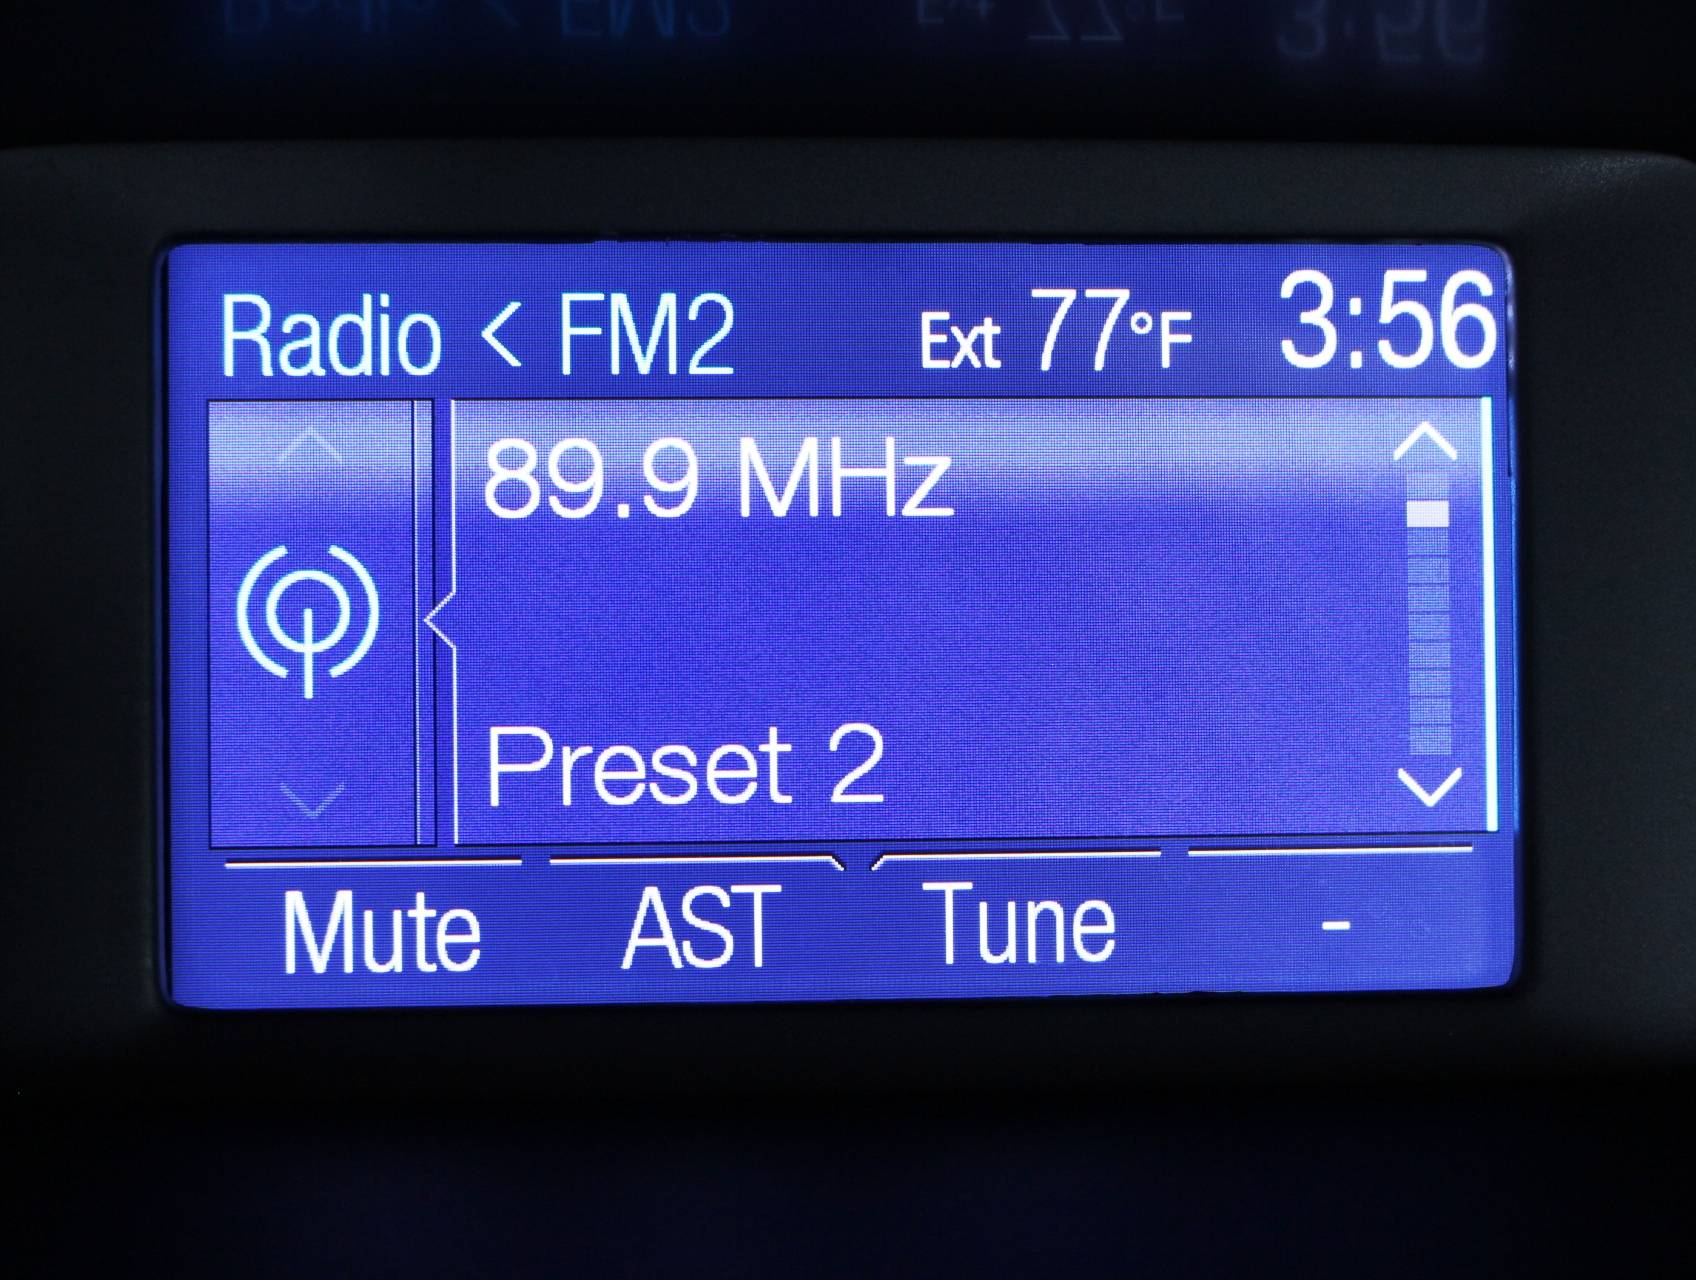 Radio < FM2 Ext 77°F 3:56
89.9 MHz
Preset 2
Mute AST Tune -